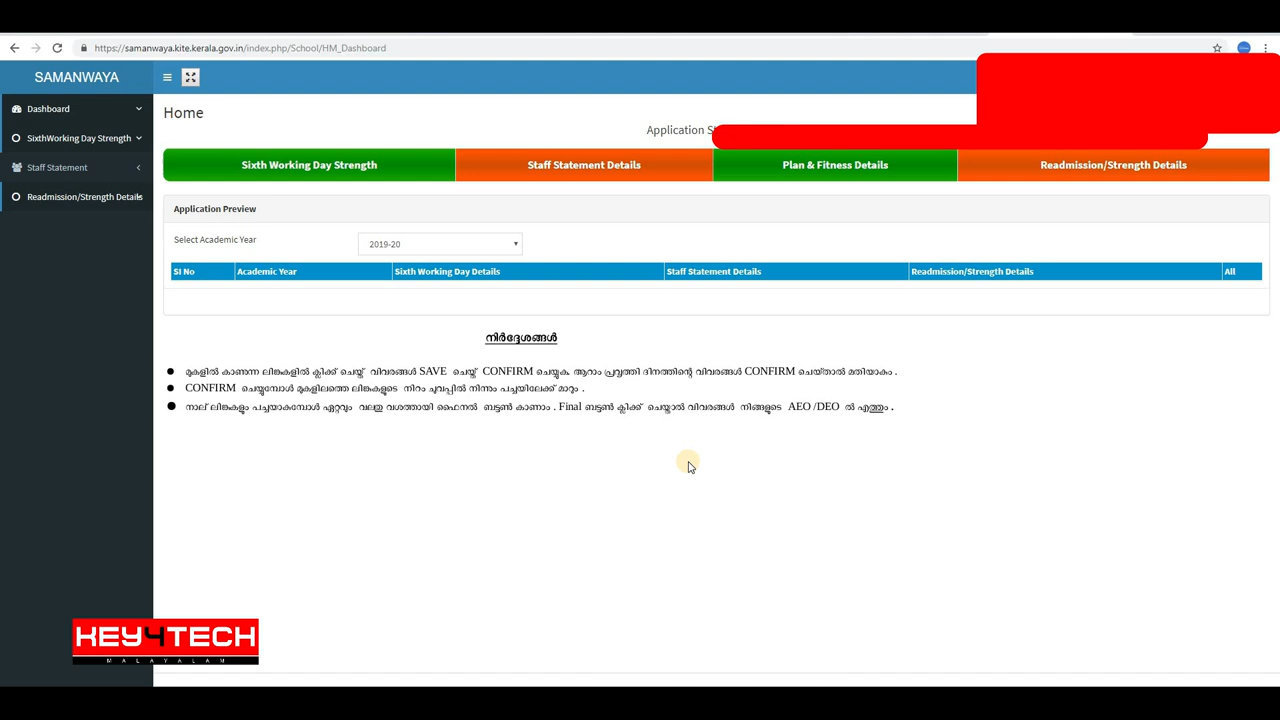 https://samanwaya.kite.kerala.gov.in/index.php/School/HM_Dashboard
SAMANWAYA
Dashboard
SixthWorking Day Strength
Staff Statement
Readmission/Strength Details
Home
Application S
Sixth Working Day Strength Staff Statement Details Plan & Fitness Details Readmission/Strength Details
Application Preview
Select Academic Year 2019-20
SI No Academic Year Sixth Working Day Details Staff Statement Details Readmission/Strength Details All
നിർദ്ദേശങ്ങൾ
മുകളിൽ കാണുന്ന ലിങ്കുകളിൽ ക്ലിക്ക് ചെയ്ത് വിവരങ്ങൾ SAVE ചെയ്ത് CONFIRM ചെയ്യുക. ആറാം പ്രവൃത്തി ദിനത്തിന്റെ വിവരങ്ങൾ CONFIRM ചെയ്താൽ മതിയാകും .
CONFIRM ചെയ്യുമ്പോൾ മുകളിലത്തെ ലിങ്കുകളുടെ നിറം ചുവപ്പിൽ നിന്നും പച്ചയിലേക്ക് മാറും .
നാല് ലിങ്കുകളും പച്ചയാകുമ്പോൾ ഏറ്റവും വലതു വശത്തായി ഫൈനൽ ബട്ടൺ കാണാം . Final ബട്ടൺ ക്ലിക്ക് ചെയ്താൽ വിവരങ്ങൾ നിങ്ങളുടെ AEO /DEO ൽ എത്തും .
KEY4TECH
MALAYALAM